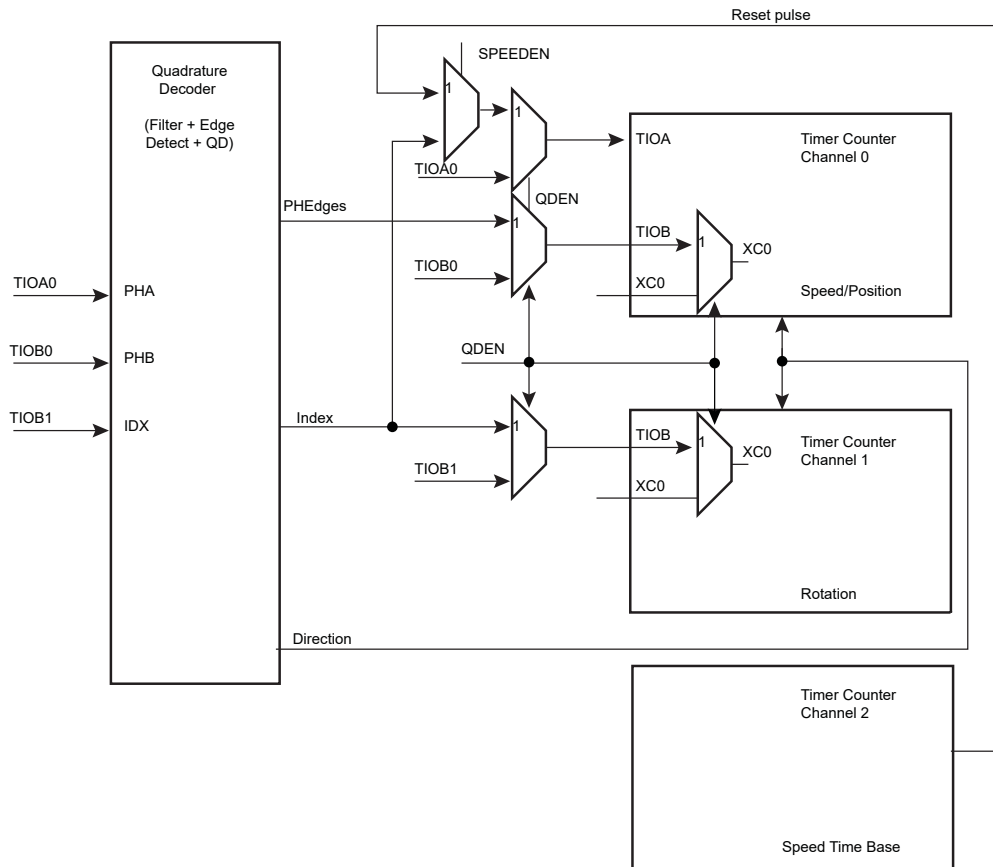 Reset pulse
SPEEDEN
Quadrature
Decoder
(Filter + Edge
Detect + QD)
1
1
TIOA
Timer Counter
Channel 0
TIOA0
QDEN
PHEdges
1
TIOB
1
XC0
TIOB0
XC0
Speed/Position
TIOA0
PHA
QDEN
TIOB0
PHB
TIOB1
IDX
Index
1
TIOB
1
Timer Counter
Channel 1
XC0
TIOB1
XC0
Rotation
Direction
Timer Counter
Channel 2
Speed Time Base